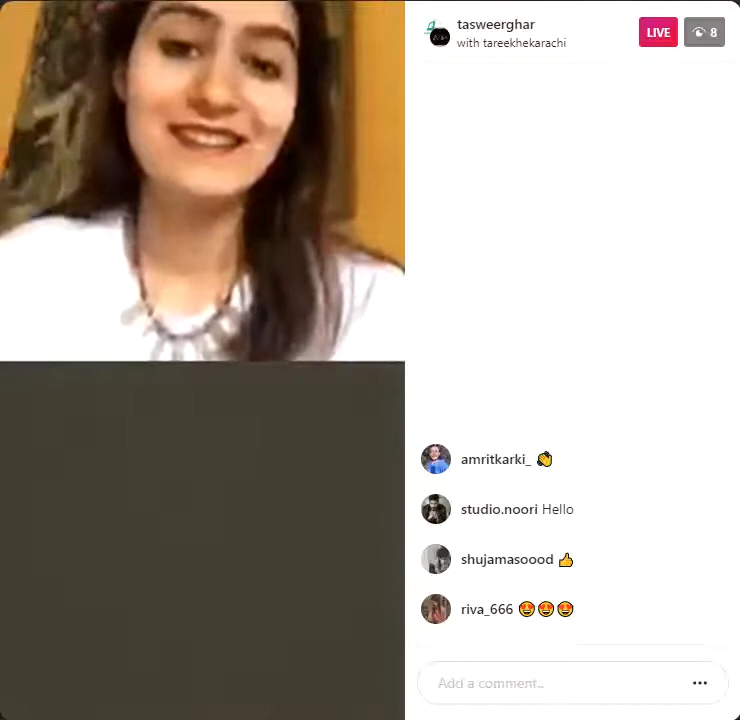 tasweerghar
with tareekhekarachi
LIVE
8
amritkarki_ 👏
studio.noori Hello
shujamasoood 👍
riva_666 🤩🤩🤩
Add a comment..